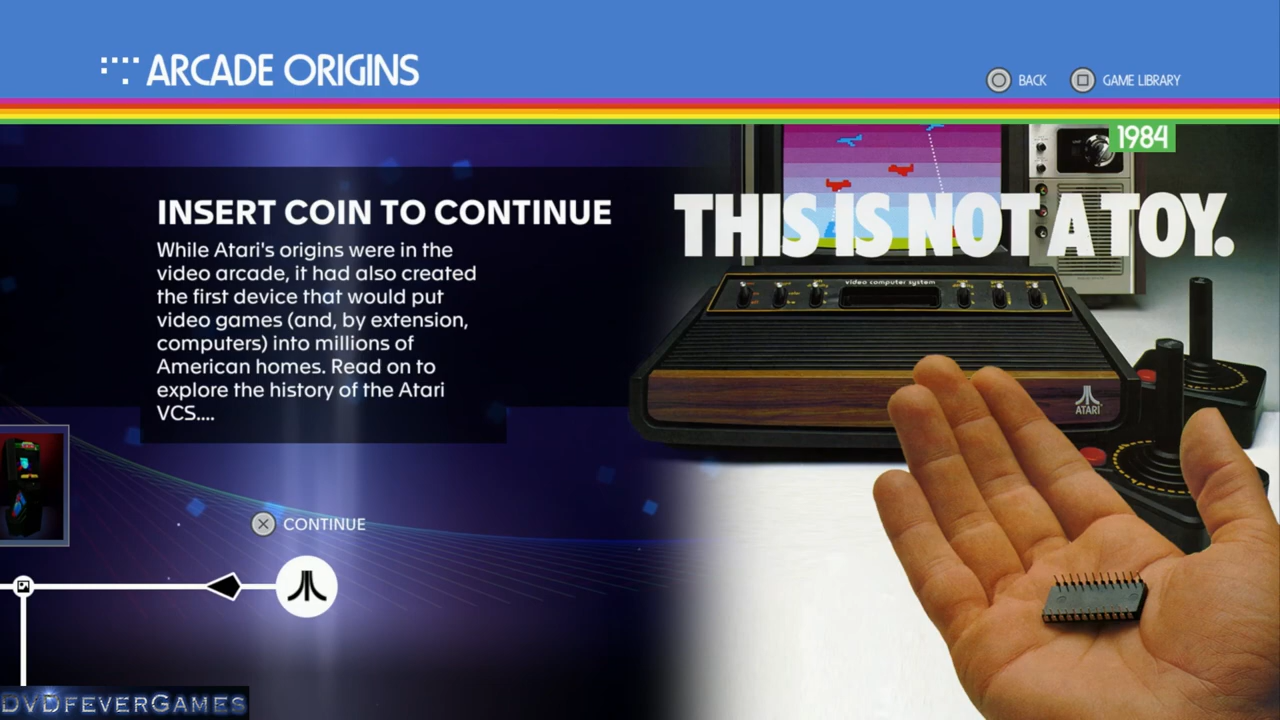 ARCADE ORIGINS
BACK
GAME LIBRARY
1984
INSERT COIN TO CONTINUE
While Atari's origins were in the
video arcade, it had also created
the first device that would put
video games (and, by extension,
computers) into millions of
American homes. Read on to
explore the history of the Atari
VCS....
CONTINUE
THIS IS NOT A TOY.
video computer system
ATARI
DVDFEVERGAMES